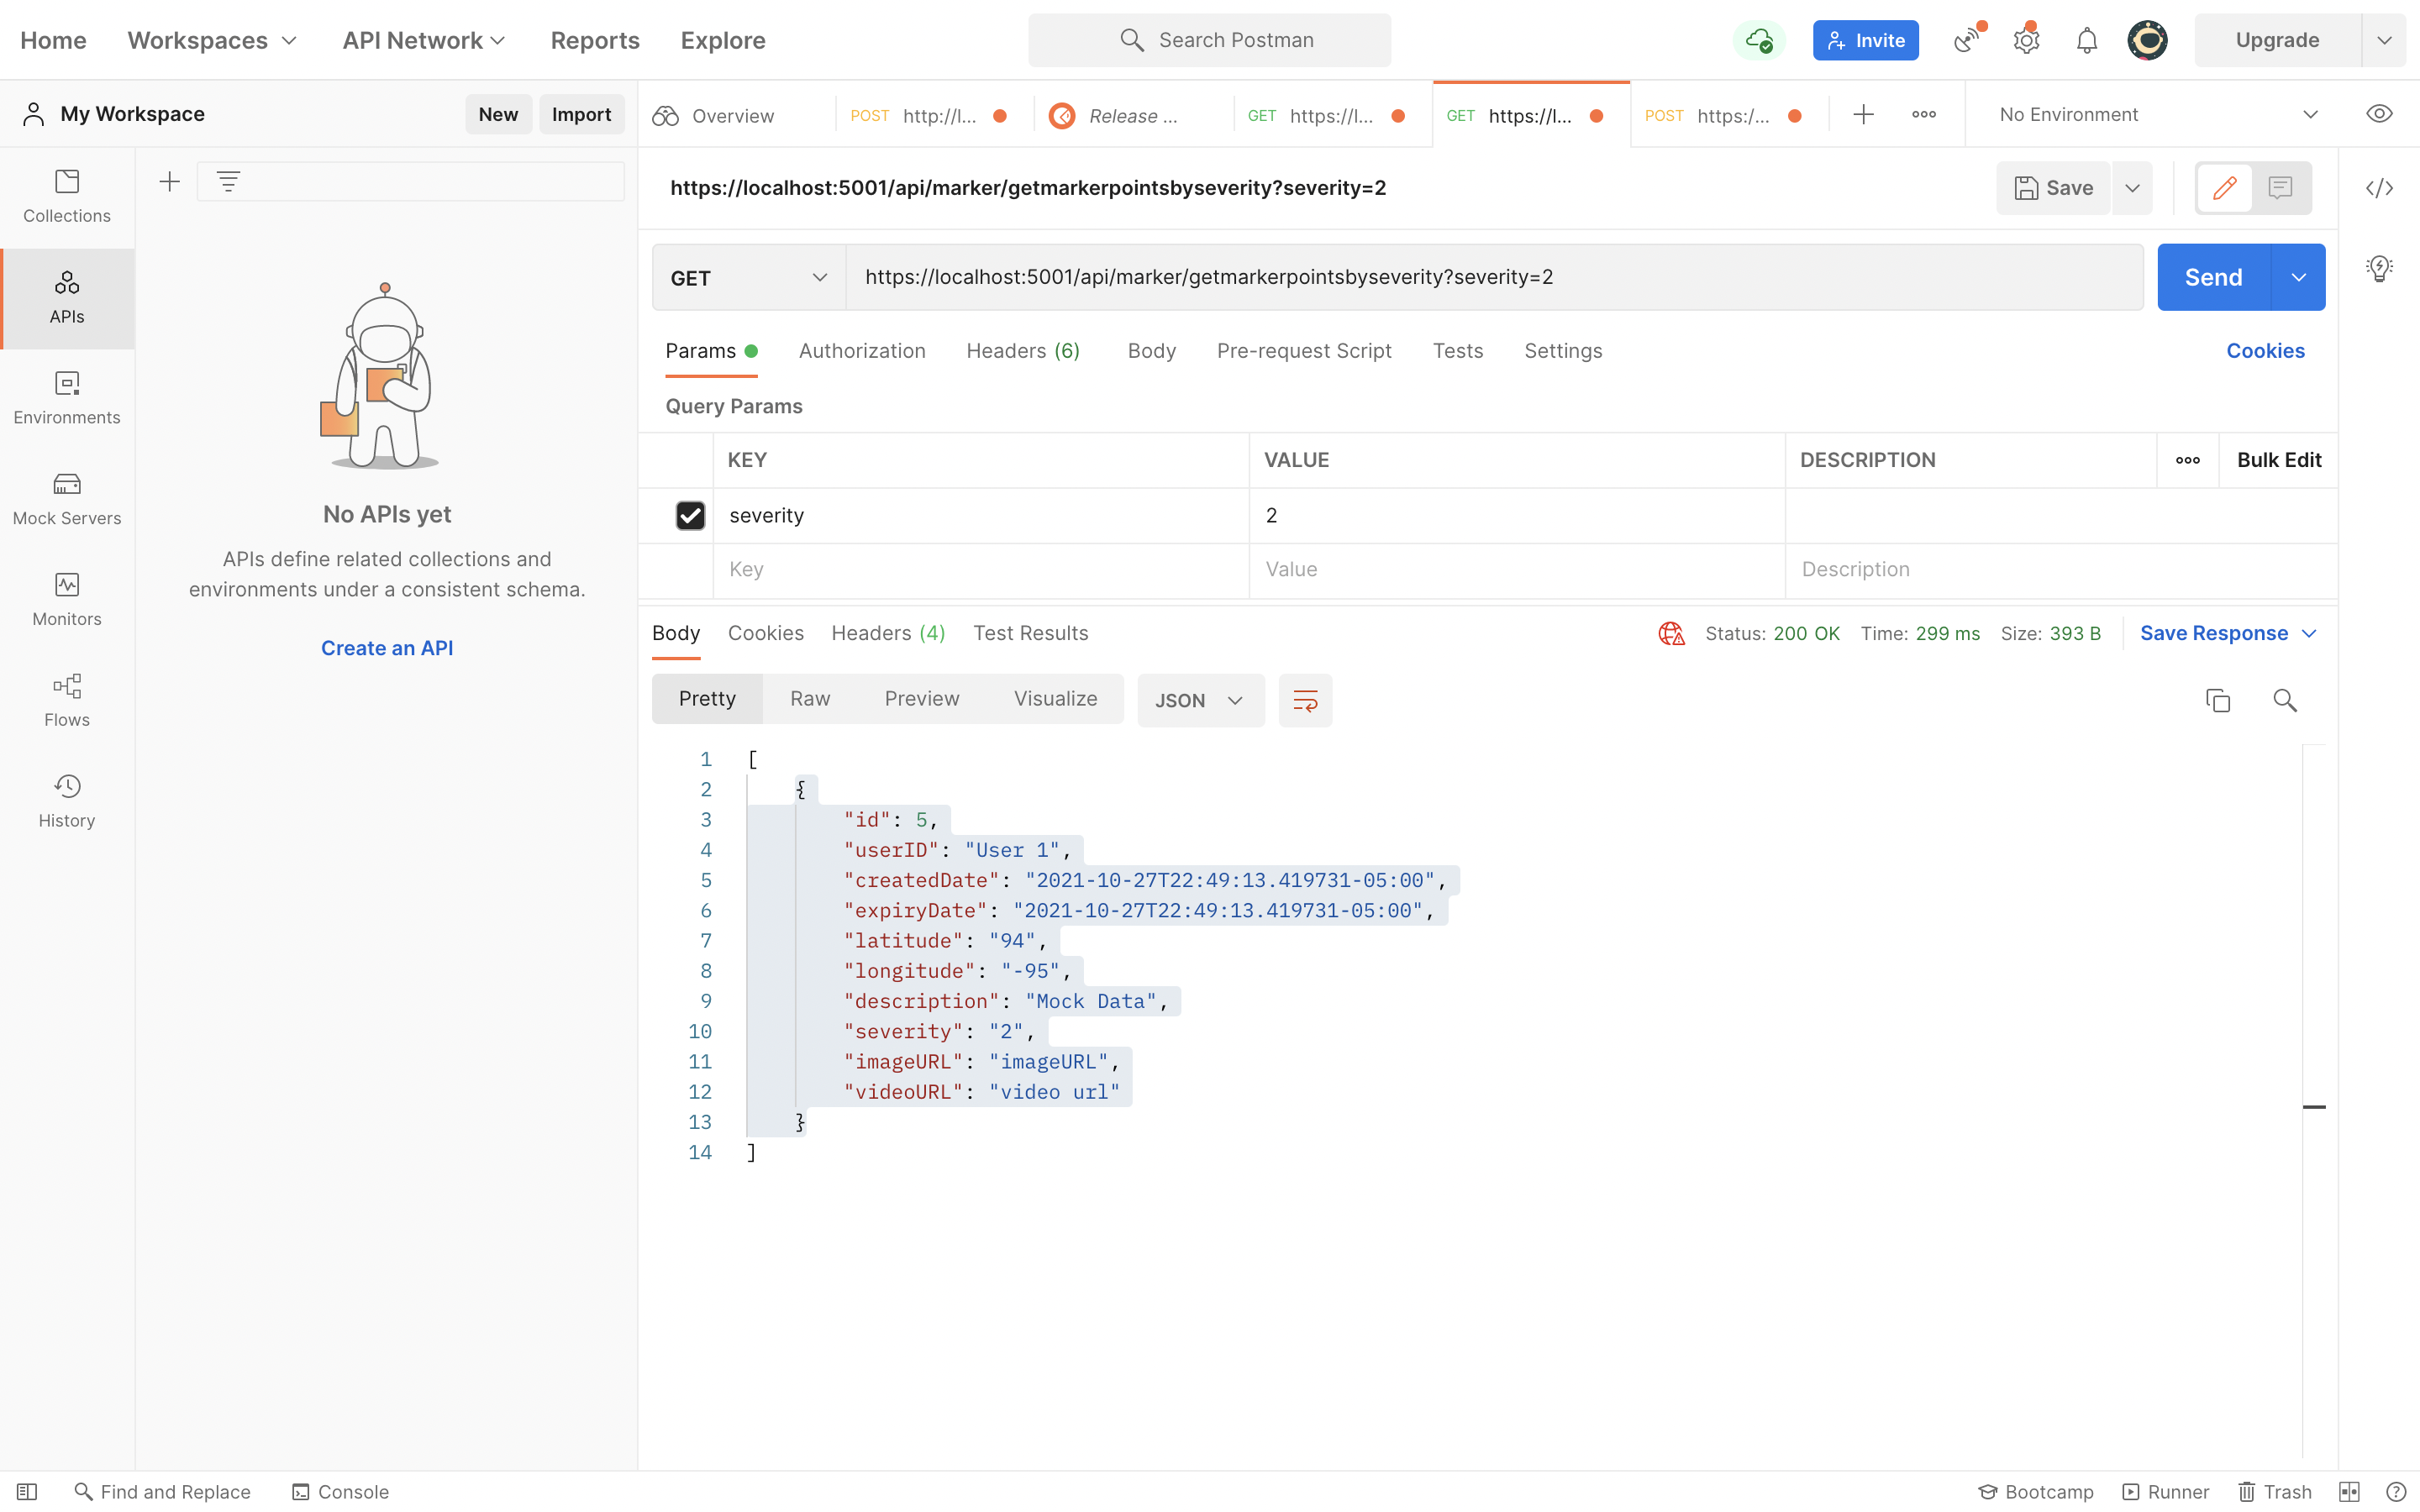 Home Workspaces API Network Reports Explore Search Postman Invite Upgrade
My Workspace New Import Overview POST http://l... Release ... GET https://l... GET https://l... POST https:/... No Environment
Collections
APIs
Environments
Mock Servers
Monitors
Flows
History
No APIs yet
APIs define related collections and
environments under a consistent schema.
Create an API
https://localhost:5001/api/marker/getmarkerpointsbyseverity?severity=2 Save
GET https://localhost:5001/api/marker/getmarkerpointsbyseverity?severity=2 Send
Params Authorization Headers (6) Body Pre-request Script Tests Settings Cookies
Query Params
KEY VALUE DESCRIPTION Bulk Edit
severity 2
Key Value Description
Body Cookies Headers (4) Test Results Status: 200 OK Time: 299 ms Size: 393 B Save Response
Pretty Raw Preview Visualize JSON
1 [
2 {
3 "id": 5,
4 "userID": "User 1",
5 "createdDate": "2021-10-27T22:49:13.419731-05:00",
6 "expiryDate": "2021-10-27T22:49:13.419731-05:00",
7 "latitude": "94",
8 "longitude": "-95",
9 "description": "Mock Data",
10 "severity": "2",
11 "imageURL": "imageURL",
12 "videoURL": "video url"
13 }
14 ]
Find and Replace Console Bootcamp Runner Trash